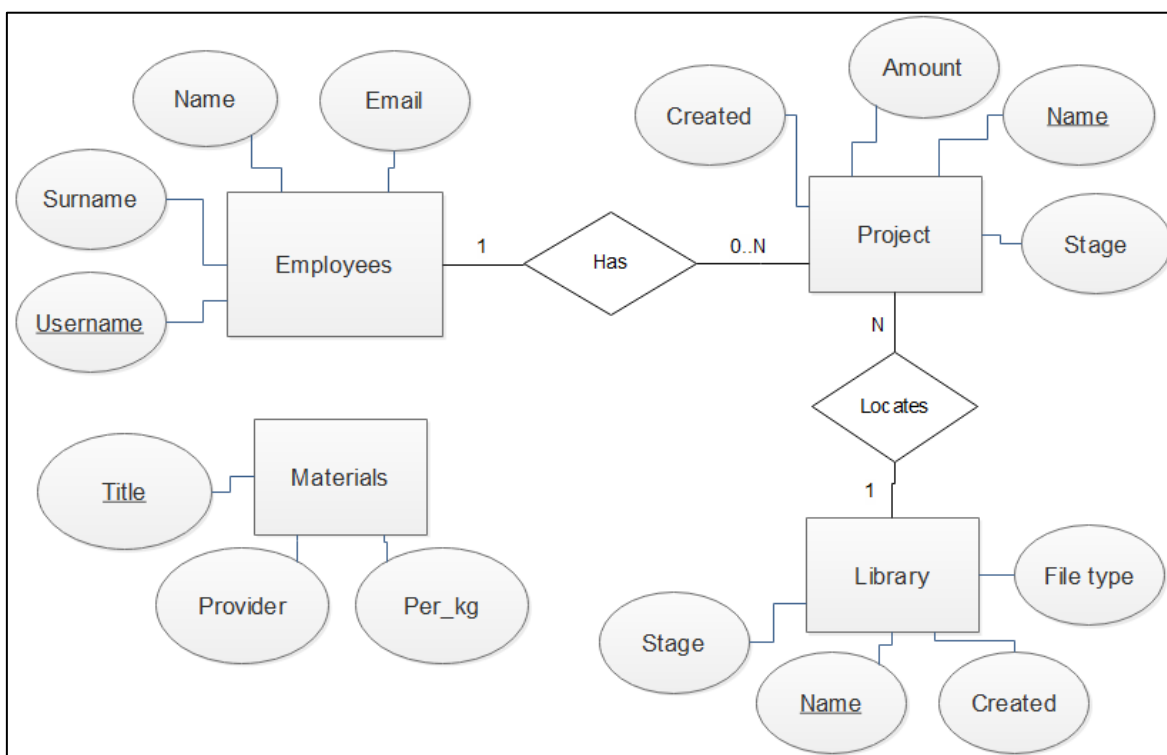 Name
Email
Amount
Created
Name
Surname
Employees
1
Has
0..N
Project
Stage
Username
N
Locates
Title
Materials
1
Provider
Per_kg
Library
File type
Stage
Name
Created